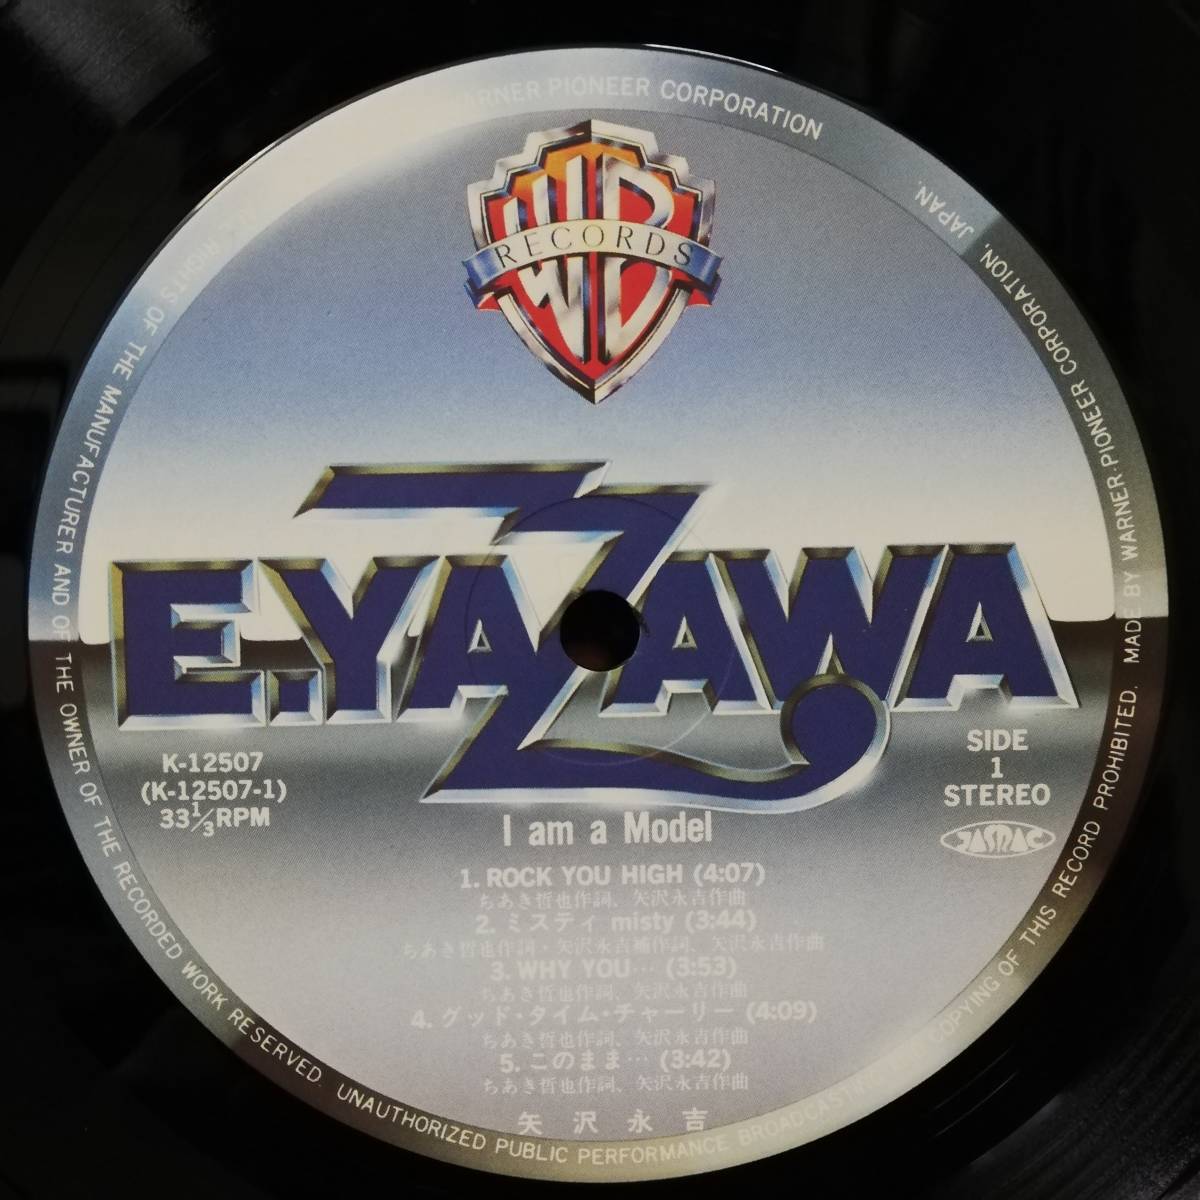 WARNER PIONEER CORPORATION
WB
RECORDS
E.YAZAWA
K-12507
(K-12507-1)
33 1/3 RPM
SIDE
1
STEREO
JASRAC
I am a Model
1. ROCK YOU HIGH (4:07)
ちあき哲也作詞、矢沢永吉作曲
2. ミスティ misty (3:44)
ちあき哲也作詞・矢沢永吉補作詞、矢沢永吉作曲
3. WHY YOU… (3:53)
ちあき哲也作詞、矢沢永吉作曲
4. グッド・タイム・チャーリー (4:09)
ちあき哲也作詞、矢沢永吉作曲
5. このまま… (3:42)
ちあき哲也作詞、矢沢永吉作曲
矢沢永吉
ALL RIGHTS OF THE MANUFACTURER AND OF THE OWNER OF THE RECORDED WORK RESERVED. UNAUTHORIZED PUBLIC PERFORMANCE BROADCASTING COPYING OF THIS RECORD PROHIBITED. MADE BY WARNER-PIONEER CORPORATION, JAPAN.